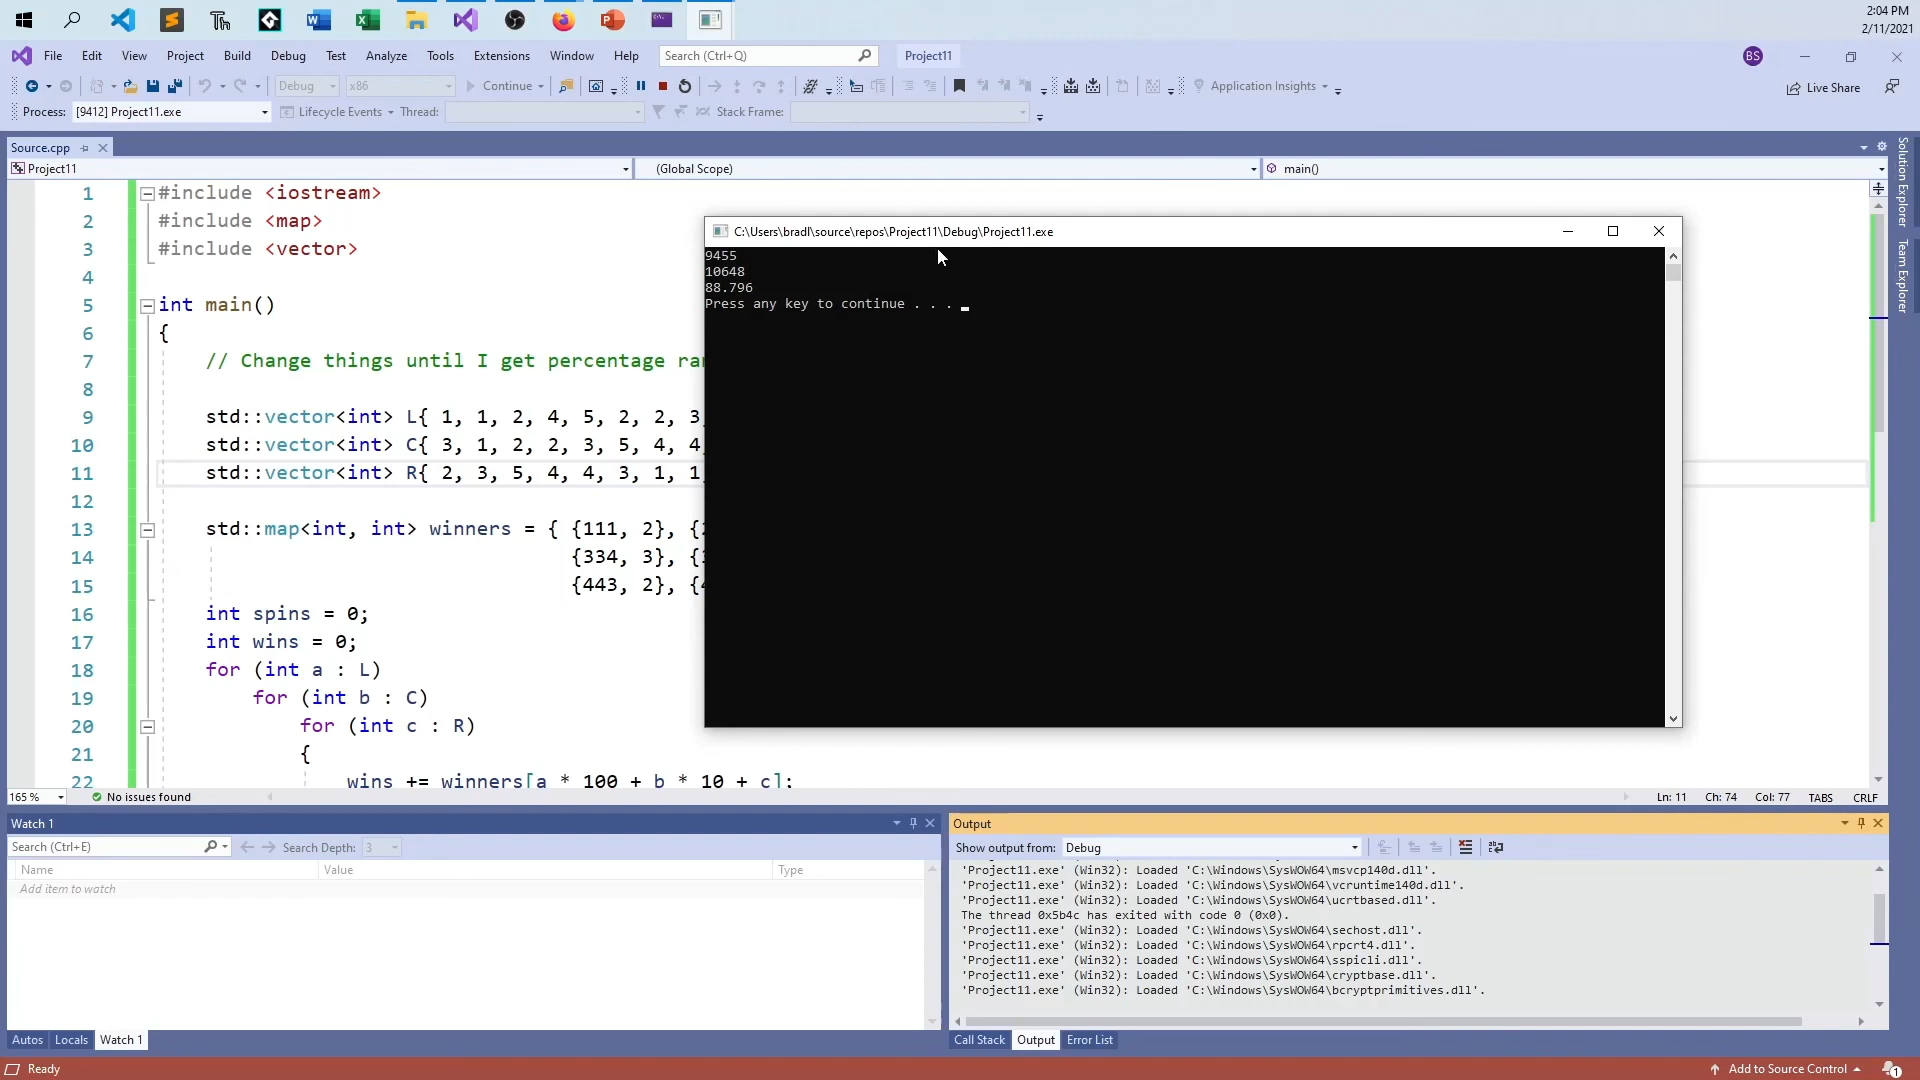 2:04 PM
2/11/2021
File Edit View Project Build Debug Test Analyze Tools Extensions Window Help Search (Ctrl+Q) Project11 BS
Debug x86 Continue Application Insights Live Share
Process: [9412] Project11.exe Lifecycle Events Thread: Stack Frame:
Source.cpp
Project11 (Global Scope) main()
Solution Explorer
Team Explorer
1 #include <iostream>
2 #include <map>
3 #include <vector>
4
5 int main()
6 {
7 // Change things until I get percentage
8
9 std::vector<int> L{ 1, 1, 2, 4, 5, 2, 2, 3
10 std::vector<int> C{ 3, 1, 2, 2, 3, 5, 4, 4
11 std::vector<int> R{ 2, 3, 5, 4, 4, 3, 1, 1
12
13 std::map<int, int> winners = { {111, 2},
14 {334, 3},
15 {443, 2},
16 int spins = 0;
17 int wins = 0;
18 for (int a : L)
19 for (int b : C)
20 for (int c : R)
21 {
22 wins += winners[a * 100 + b * 10 + c];
C:\Users\bradl\source\repos\Project11\Debug\Project11.exe
9455
10648
88.796
Press any key to continue . . .
165 % No issues found Ln: 11 Ch: 74 Col: 77 TABS CRLF
Watch 1
Search (Ctrl+E) Search Depth: 3
Name Value Type
Add item to watch
Autos Locals Watch 1
Output
Show output from: Debug
'Project11.exe' (Win32): Loaded 'C:\Windows\SysWOW64\msvcp140d.dll'.
'Project11.exe' (Win32): Loaded 'C:\Windows\SysWOW64\vcruntime140d.dll'.
'Project11.exe' (Win32): Loaded 'C:\Windows\SysWOW64\ucrtbased.dll'.
The thread 0x5b4c has exited with code 0 (0x0).
'Project11.exe' (Win32): Loaded 'C:\Windows\SysWOW64\sechost.dll'.
'Project11.exe' (Win32): Loaded 'C:\Windows\SysWOW64\rpcrt4.dll'.
'Project11.exe' (Win32): Loaded 'C:\Windows\SysWOW64\sspicli.dll'.
'Project11.exe' (Win32): Loaded 'C:\Windows\SysWOW64\cryptbase.dll'.
'Project11.exe' (Win32): Loaded 'C:\Windows\SysWOW64\bcryptprimitives.dll'.
Call Stack Output Error List
Ready Add to Source Control 1